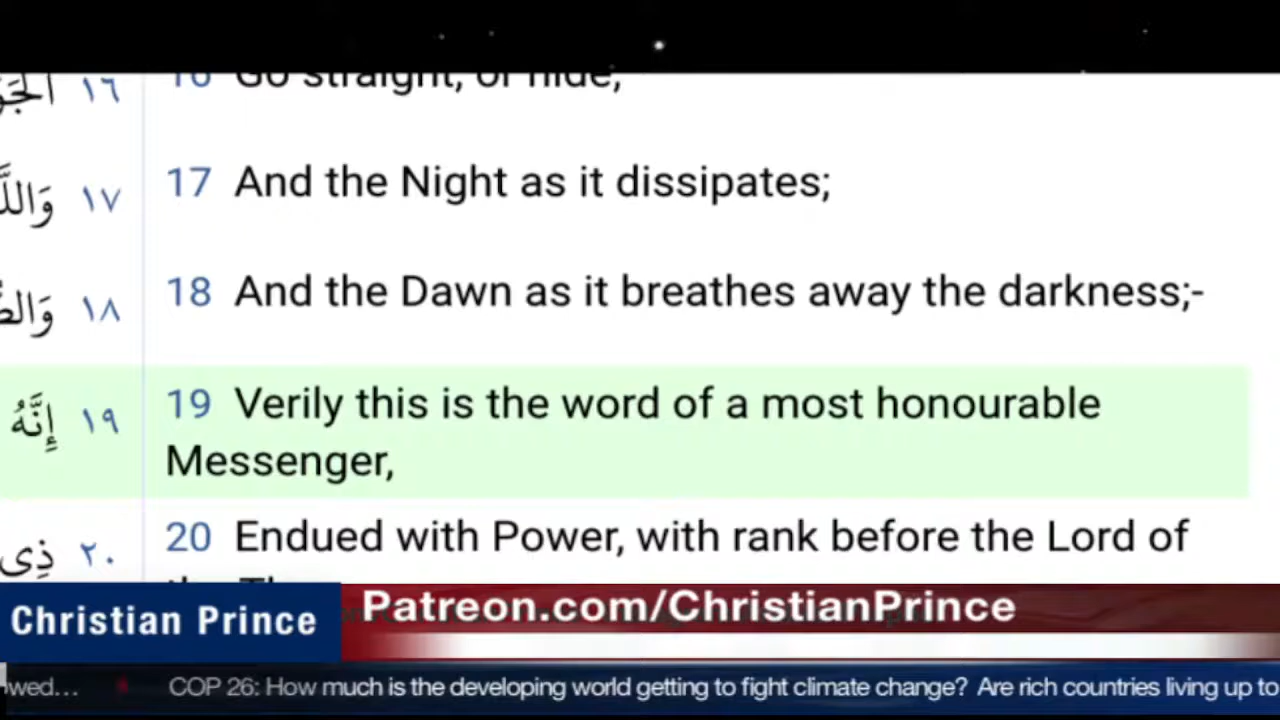 ١٦ 16 Go straight, or hide;
١٧ 17 And the Night as it dissipates;
١٨ 18 And the Dawn as it breathes away the darkness;-
إِنَّهُ ١٩ 19 Verily this is the word of a most honourable
Messenger,
ذِى ٢٠ 20 Endued with Power, with rank before the Lord of
Christian Prince
Patreon.com/ChristianPrince
wed... COP 26: How much is the developing world getting to fight climate change? Are rich countries living up to